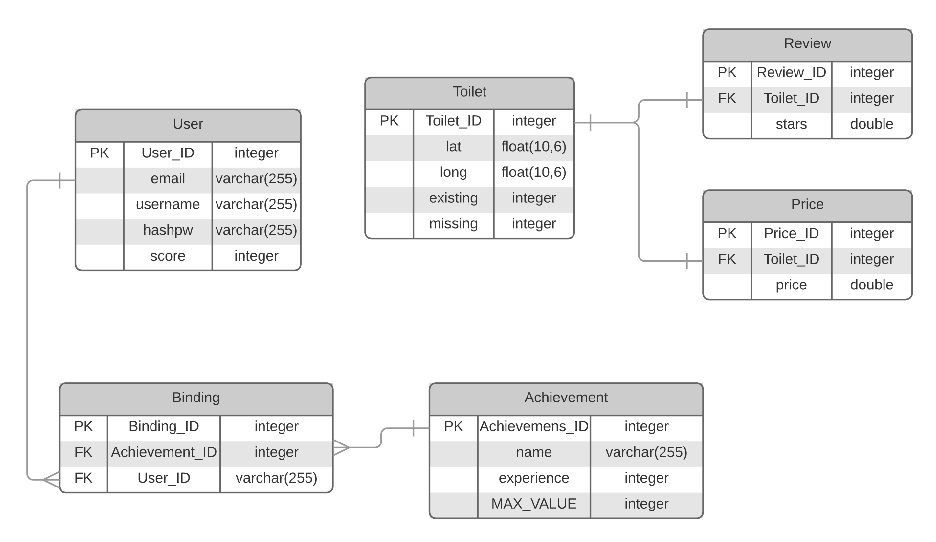 User
PK User_ID integer
email varchar(255)
username varchar(255)
hashpw varchar(255)
score integer
Toilet
PK Toilet_ID integer
lat float(10,6)
long float(10,6)
existing integer
missing integer
Review
PK Review_ID integer
FK Toilet_ID integer
stars double
Price
PK Price_ID integer
FK Toilet_ID integer
price double
Binding
PK Binding_ID integer
FK Achievement_ID integer
FK User_ID varchar(255)
Achievement
PK Achievemens_ID integer
name varchar(255)
experience integer
MAX_VALUE integer